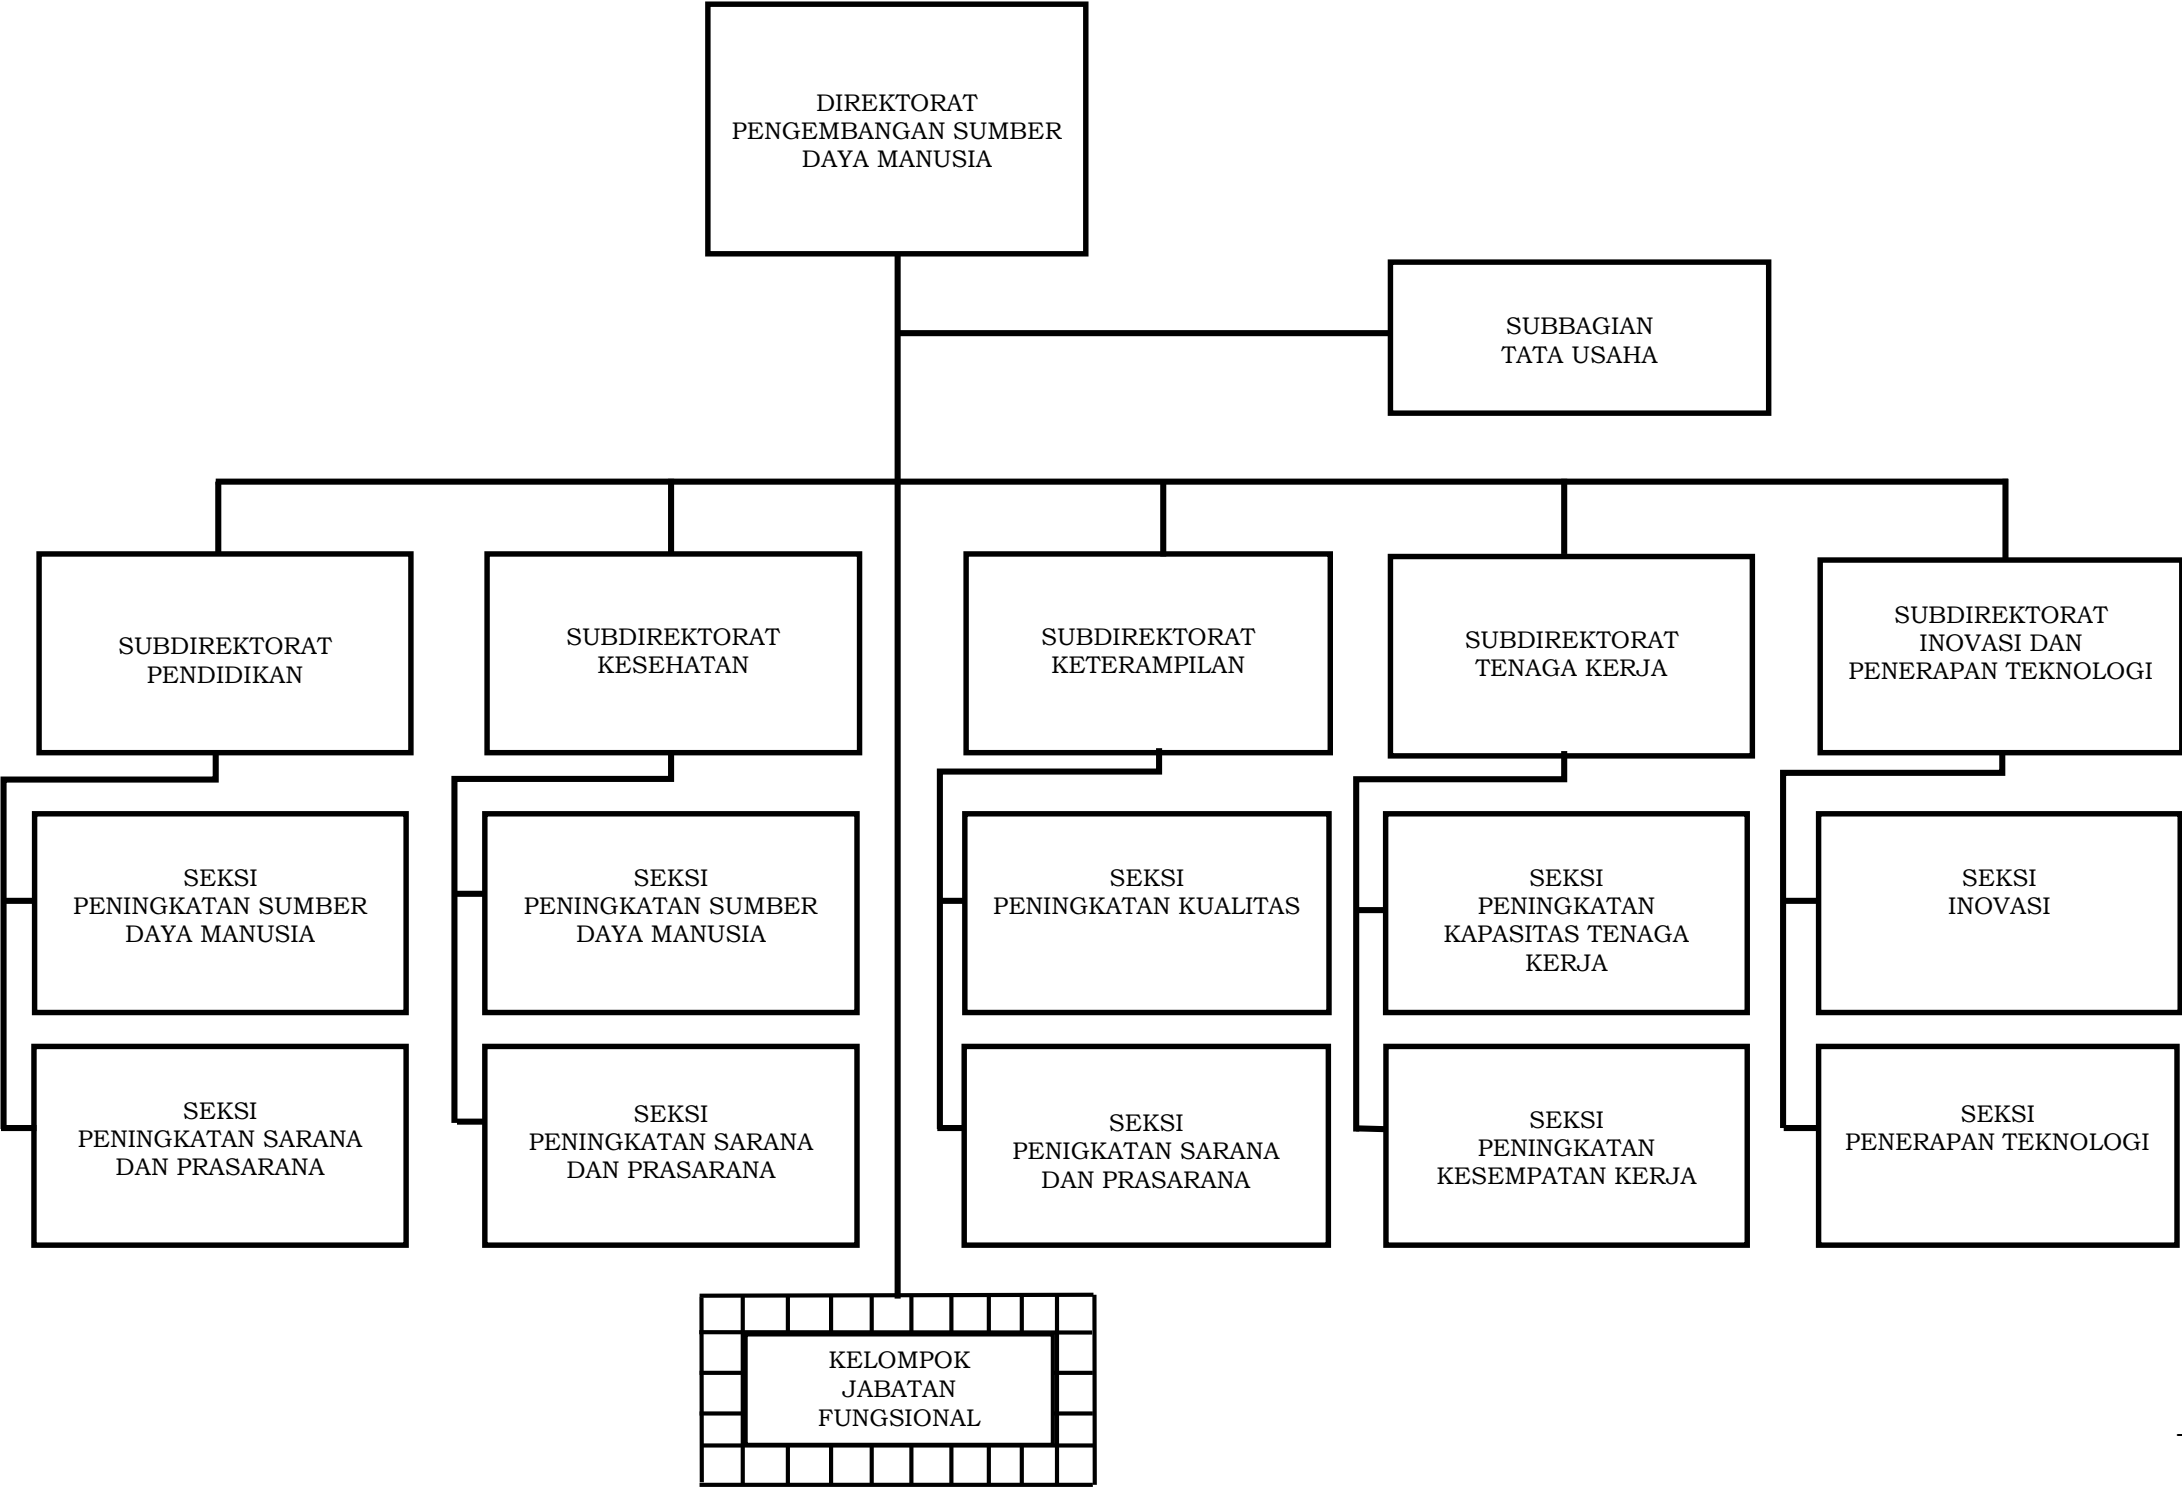 DIREKTORAT
PENGEMBANGAN SUMBER
DAYA MANUSIA
SUBBAGIAN
TATA USAHA
SUBDIREKTORAT
PENDIDIKAN
SUBDIREKTORAT
KESEHATAN
SUBDIREKTORAT
KETERAMPILAN
SUBDIREKTORAT
TENAGA KERJA
SUBDIREKTORAT
INOVASI DAN
PENERAPAN TEKNOLOGI
SEKSI
PENINGKATAN SUMBER
DAYA MANUSIA
SEKSI
PENINGKATAN SUMBER
DAYA MANUSIA
SEKSI
PENINGKATAN KUALITAS
SEKSI
PENINGKATAN
KAPASITAS TENAGA
KERJA
SEKSI
INOVASI
SEKSI
PENINGKATAN SARANA
DAN PRASARANA
SEKSI
PENINGKATAN SARANA
DAN PRASARANA
SEKSI
PENIGKATAN SARANA
DAN PRASARANA
SEKSI
PENINGKATAN
KESEMPATAN KERJA
SEKSI
PENERAPAN TEKNOLOGI
KELOMPOK
JABATAN
FUNGSIONAL